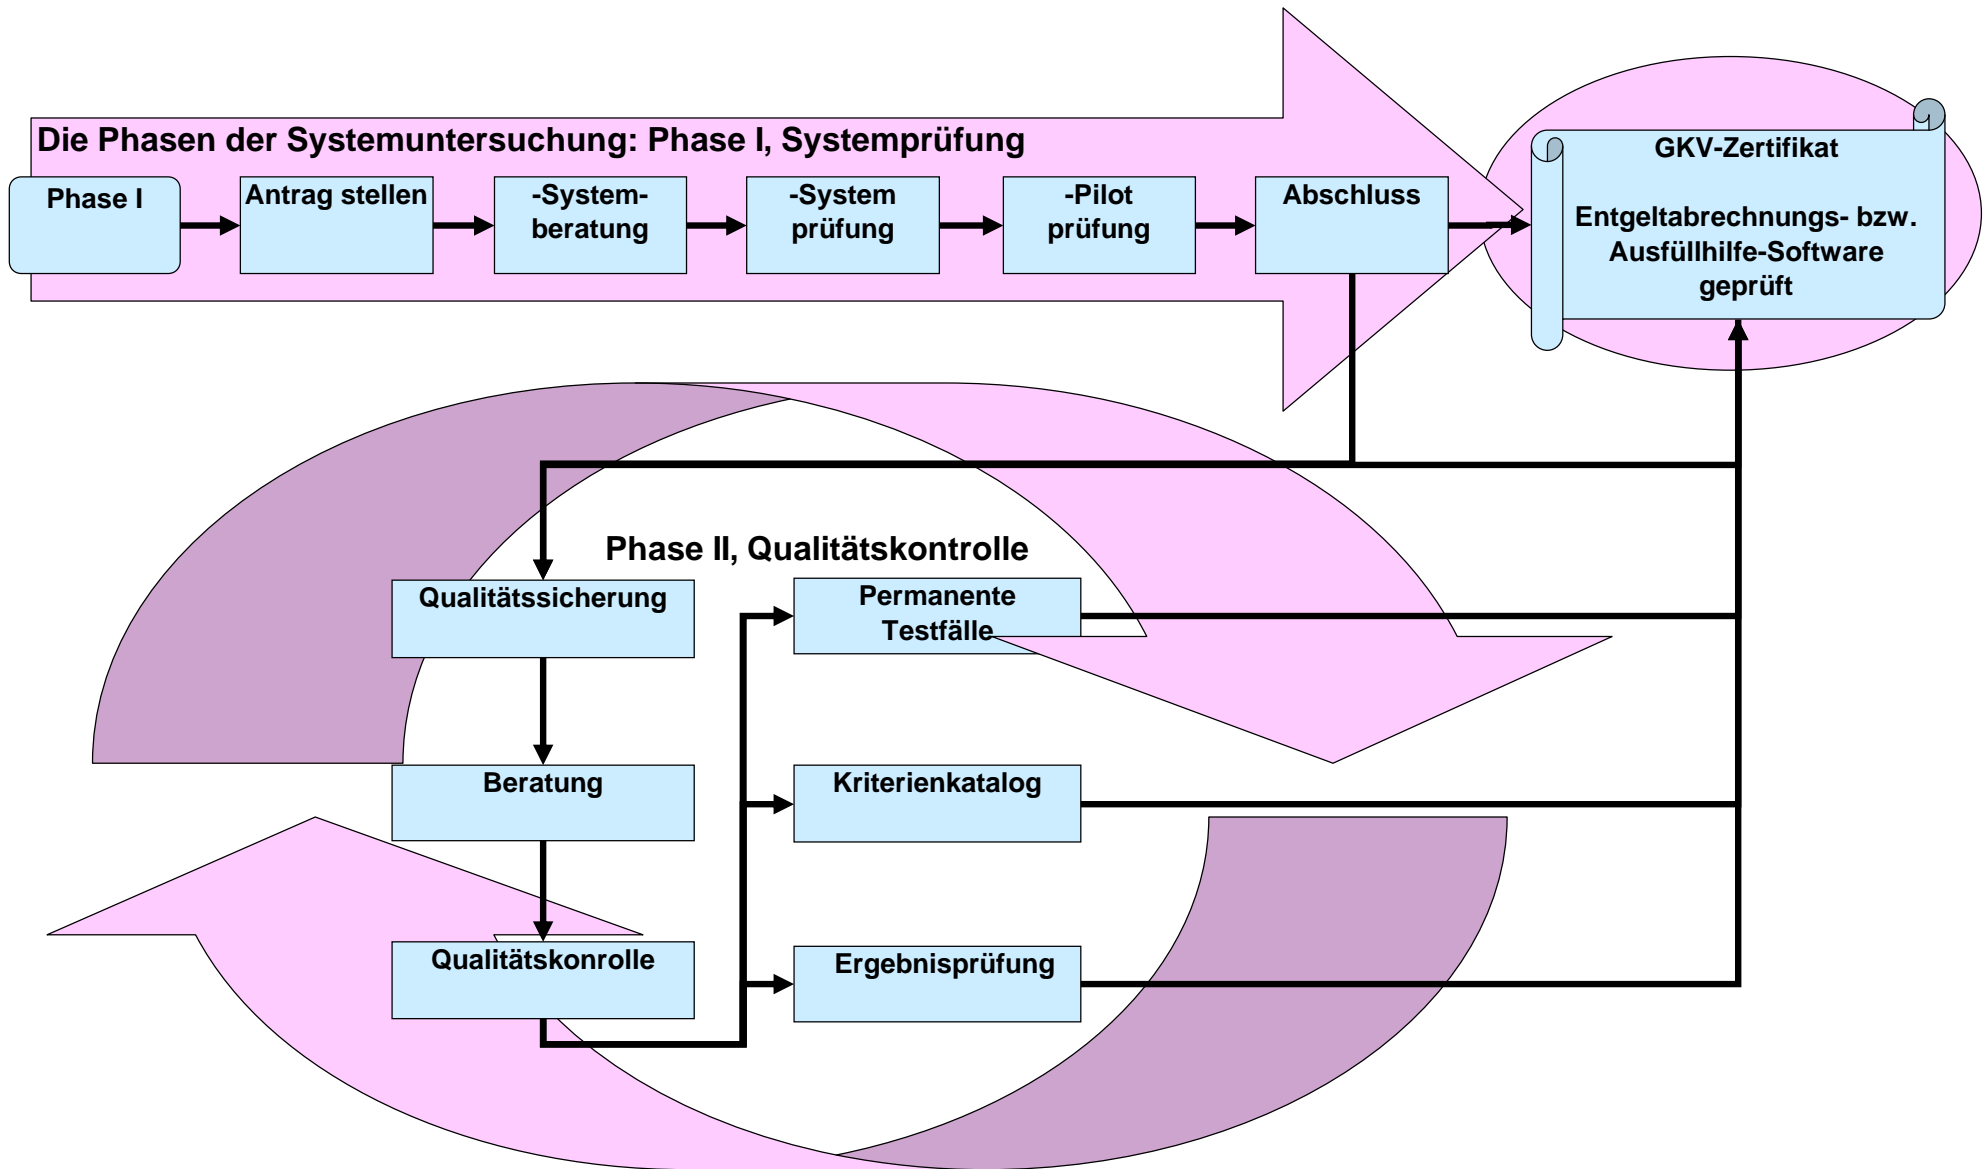 Die Phasen der Systemuntersuchung: Phase I, Systemprüfung
Phase I
Antrag stellen
-System-
beratung
-System
prüfung
-Pilot
prüfung
Abschluss
GKV-Zertifikat
Entgeltabrechnungs- bzw.
Ausfüllhilfe-Software
geprüft
Phase II, Qualitätskontrolle
Qualitätssicherung
Permanente
Testfälle
Beratung
Kriterienkatalog
Qualitätskonrolle
Ergebnisprüfung